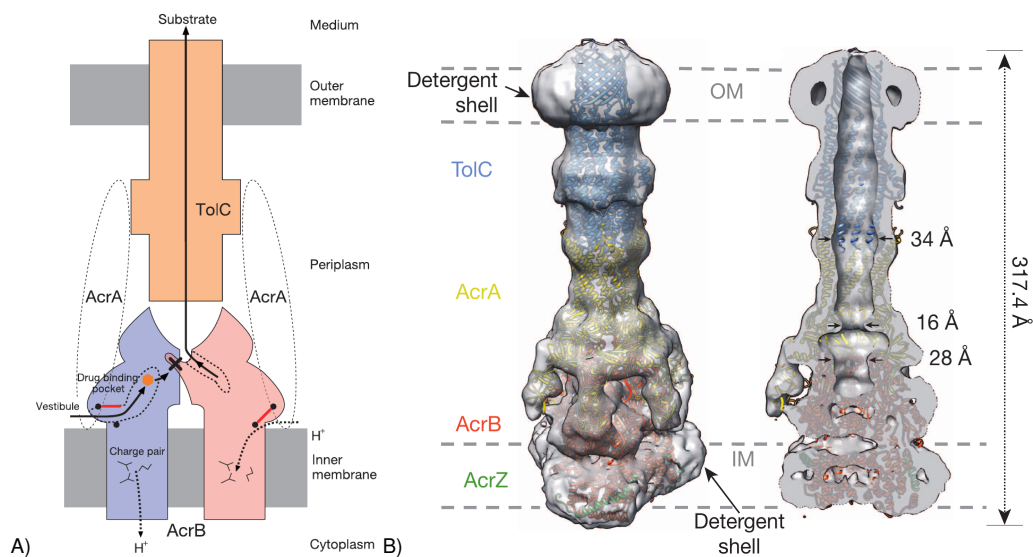 Substrate
Medium
Outer
membrane
TolC
Periplasm
AcrA
AcrA
Drug binding
pocket
Vestibule
H⁺
Charge pair
Inner
membrane
AcrB
H⁺
Cytoplasm
A)
Detergent
shell
OM
TolC
34 Å
AcrA
16 Å
28 Å
317.4 Å
AcrB
IM
AcrZ
Detergent
shell
B)